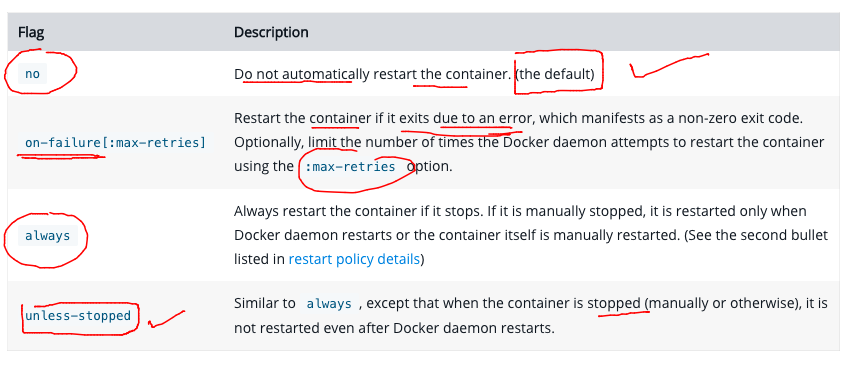 Flag Description
no Do not automatically restart the container. (the default)
Restart the container if it exits due to an error, which manifests as a non-zero exit code.
on-failure[:max-retries] Optionally, limit the number of times the Docker daemon attempts to restart the container
using the :max-retries option.
Always restart the container if it stops. If it is manually stopped, it is restarted only when
always Docker daemon restarts or the container itself is manually restarted. (See the second bullet
listed in restart policy details)
unless-stopped Similar to always , except that when the container is stopped (manually or otherwise), it is
not restarted even after Docker daemon restarts.